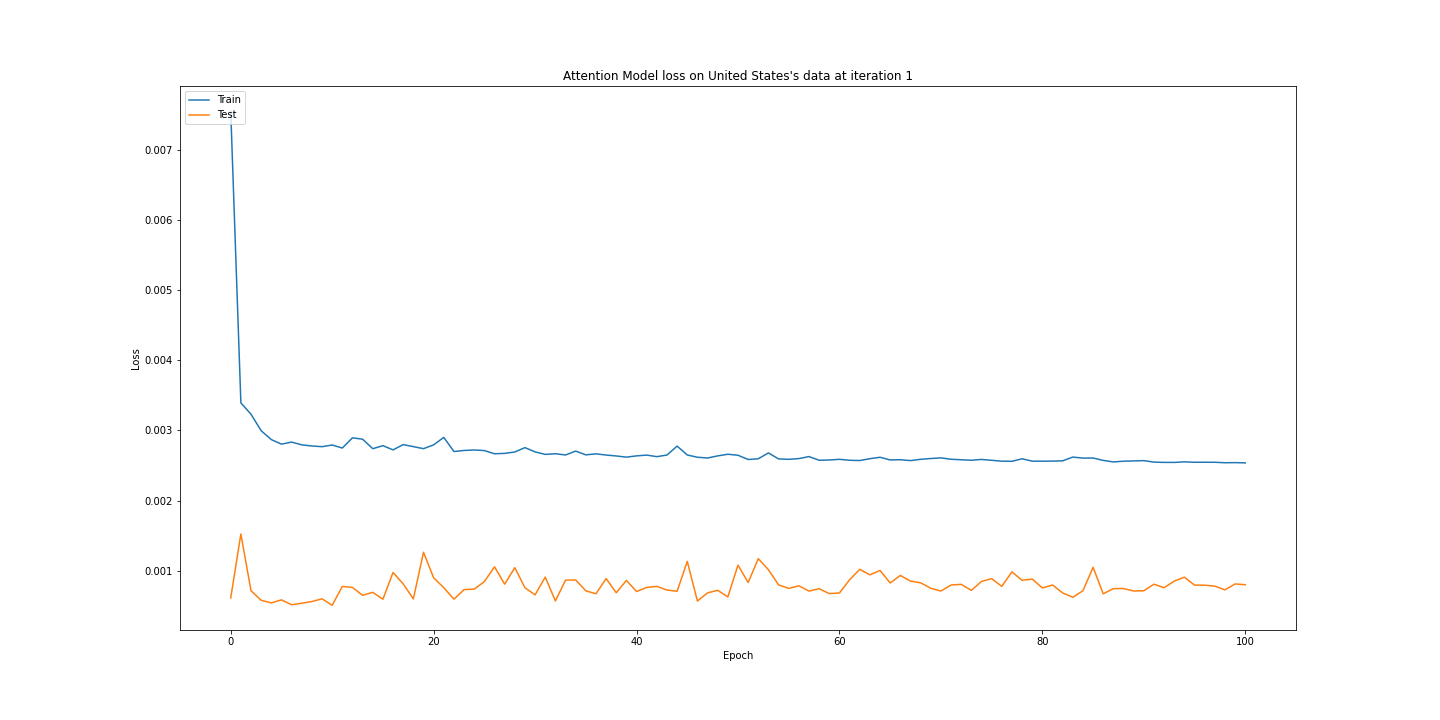 Attention Model loss on United States's data at iteration 1
Train
Test
0.007
0.006
0.005
0.004
0.003
0.002
0.001
Loss
0
20
40
60
80
100
Epoch